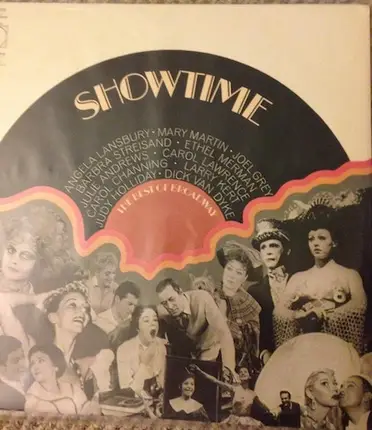 SHOWTIME
ANGELA LANSBURY • MARY MARTIN • JOEL GREY
BARBRA STREISAND • ETHEL MERMAN
JULIE ANDREWS • CAROL LAWRENCE
CAROL CHANNING • LARRY KERT
JUDY HOLLIDAY • DICK VAN DYKE
THE BEST OF BROADWAY